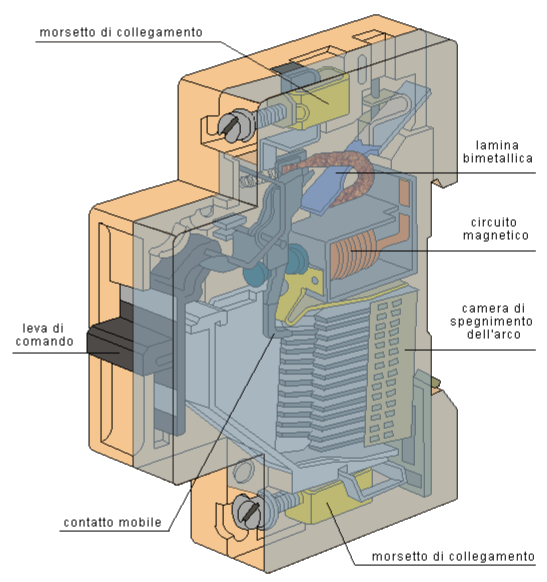 morsetto di collegamento
lamina
bimetallica
circuito
magnetico
camera di
spegnimento
dell'arco
leva di
comando
contatto mobile
morsetto di collegamento